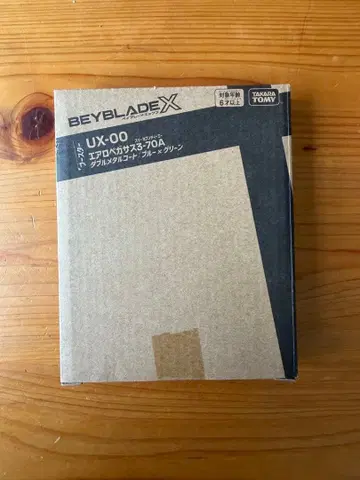 BEYBLADE X
ベイブレードエックス
対象年齢
6才以上
TAKARA
TOMY
ブースター
UX-00
エアロペガサス3-70A
ダブルメタルコート：ブルー×グリーン